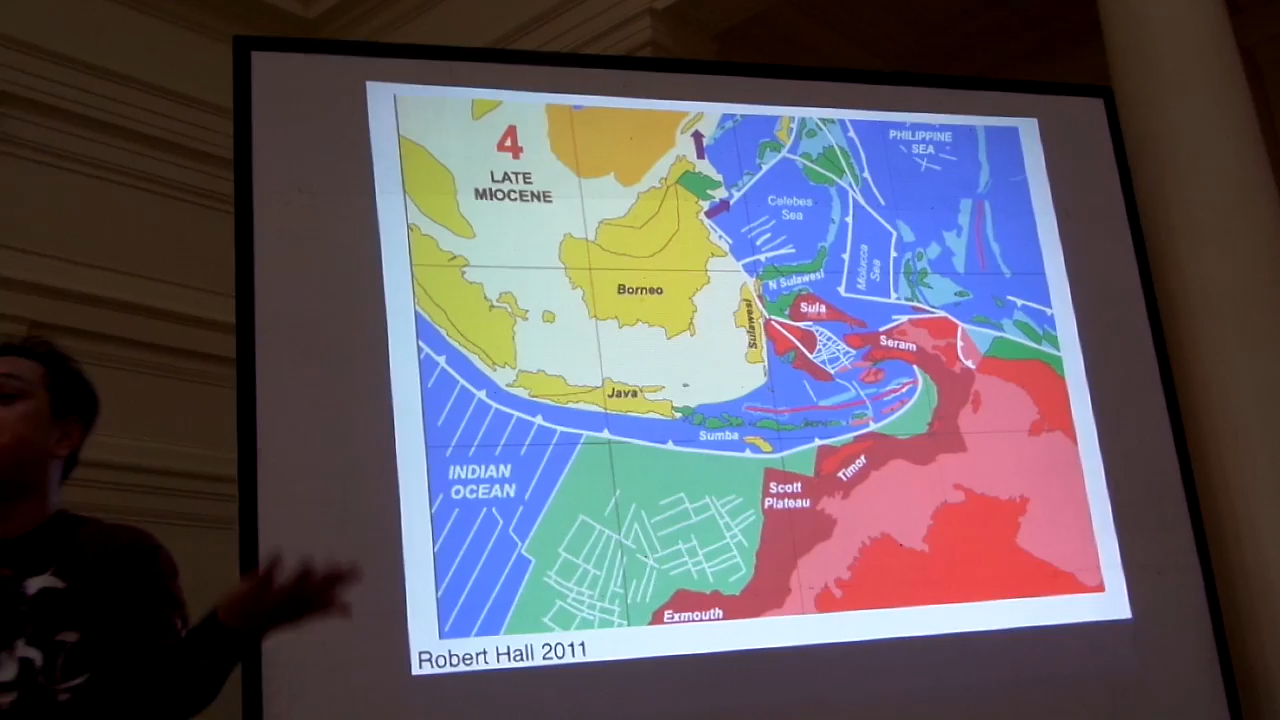 4
LATE
MIOCENE
PHILIPPINE
SEA
Celebes
Sea
Molucca
Sea
N Sulawesi
Borneo
Sulawesi
Sula
Seram
Java
Sumba
Timor
INDIAN
OCEAN
Scott
Plateau
Exmouth
Robert Hall 2011